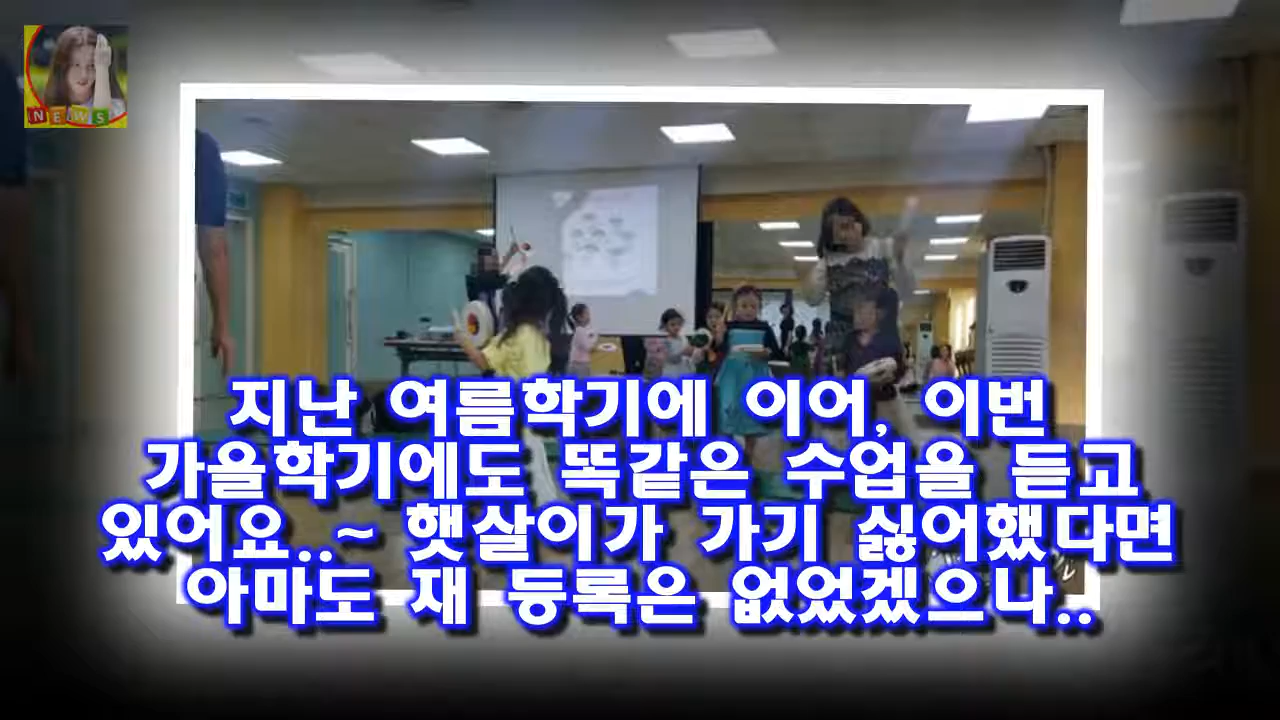 NEWS
지난 여름학기에 이어, 이번
가을학기에도 똑같은 수업을 듣고
있어요..~ 햇살이가 가기 싫어했다면
아마도 재 등록은 없었겠으나..